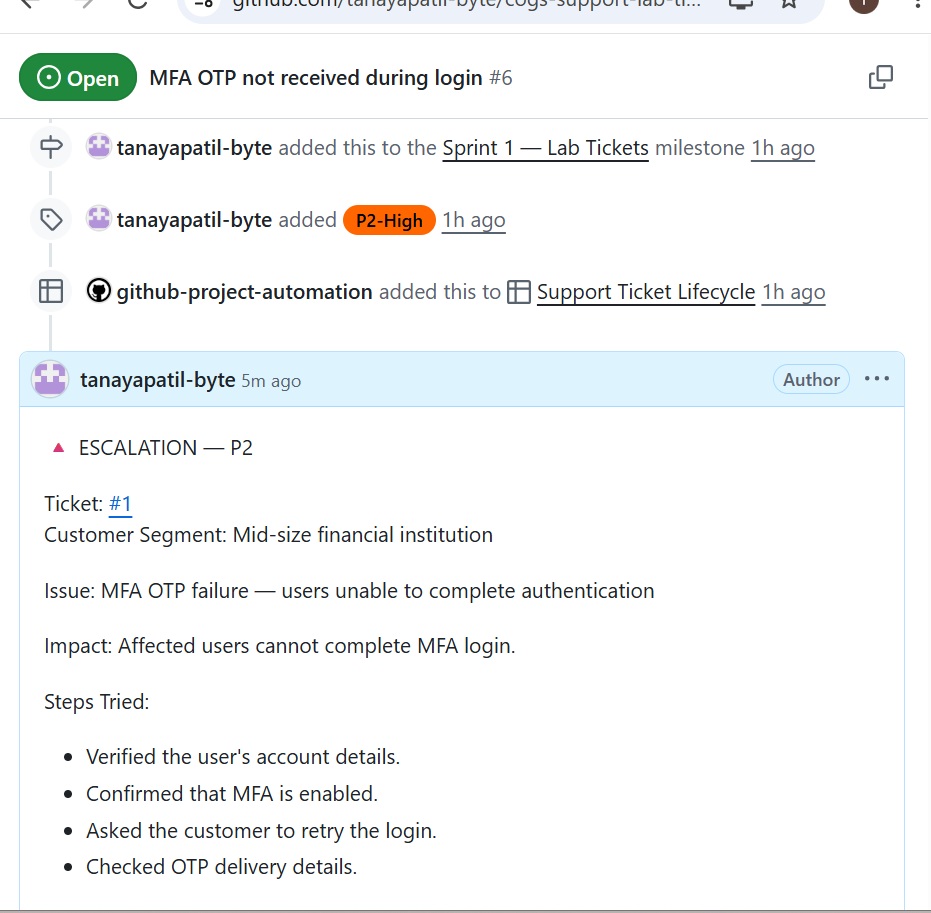 github.com/tanayapatil-byte/cogs-support-lab-ti...
Open MFA OTP not received during login #6
tanayapatil-byte added this to the Sprint 1 — Lab Tickets milestone 1h ago
tanayapatil-byte added P2-High 1h ago
github-project-automation added this to Support Ticket Lifecycle 1h ago
tanayapatil-byte 5m ago Author
🔺 ESCALATION — P2
Ticket: #1
Customer Segment: Mid-size financial institution
Issue: MFA OTP failure — users unable to complete authentication
Impact: Affected users cannot complete MFA login.
Steps Tried:
• Verified the user's account details.
• Confirmed that MFA is enabled.
• Asked the customer to retry the login.
• Checked OTP delivery details.